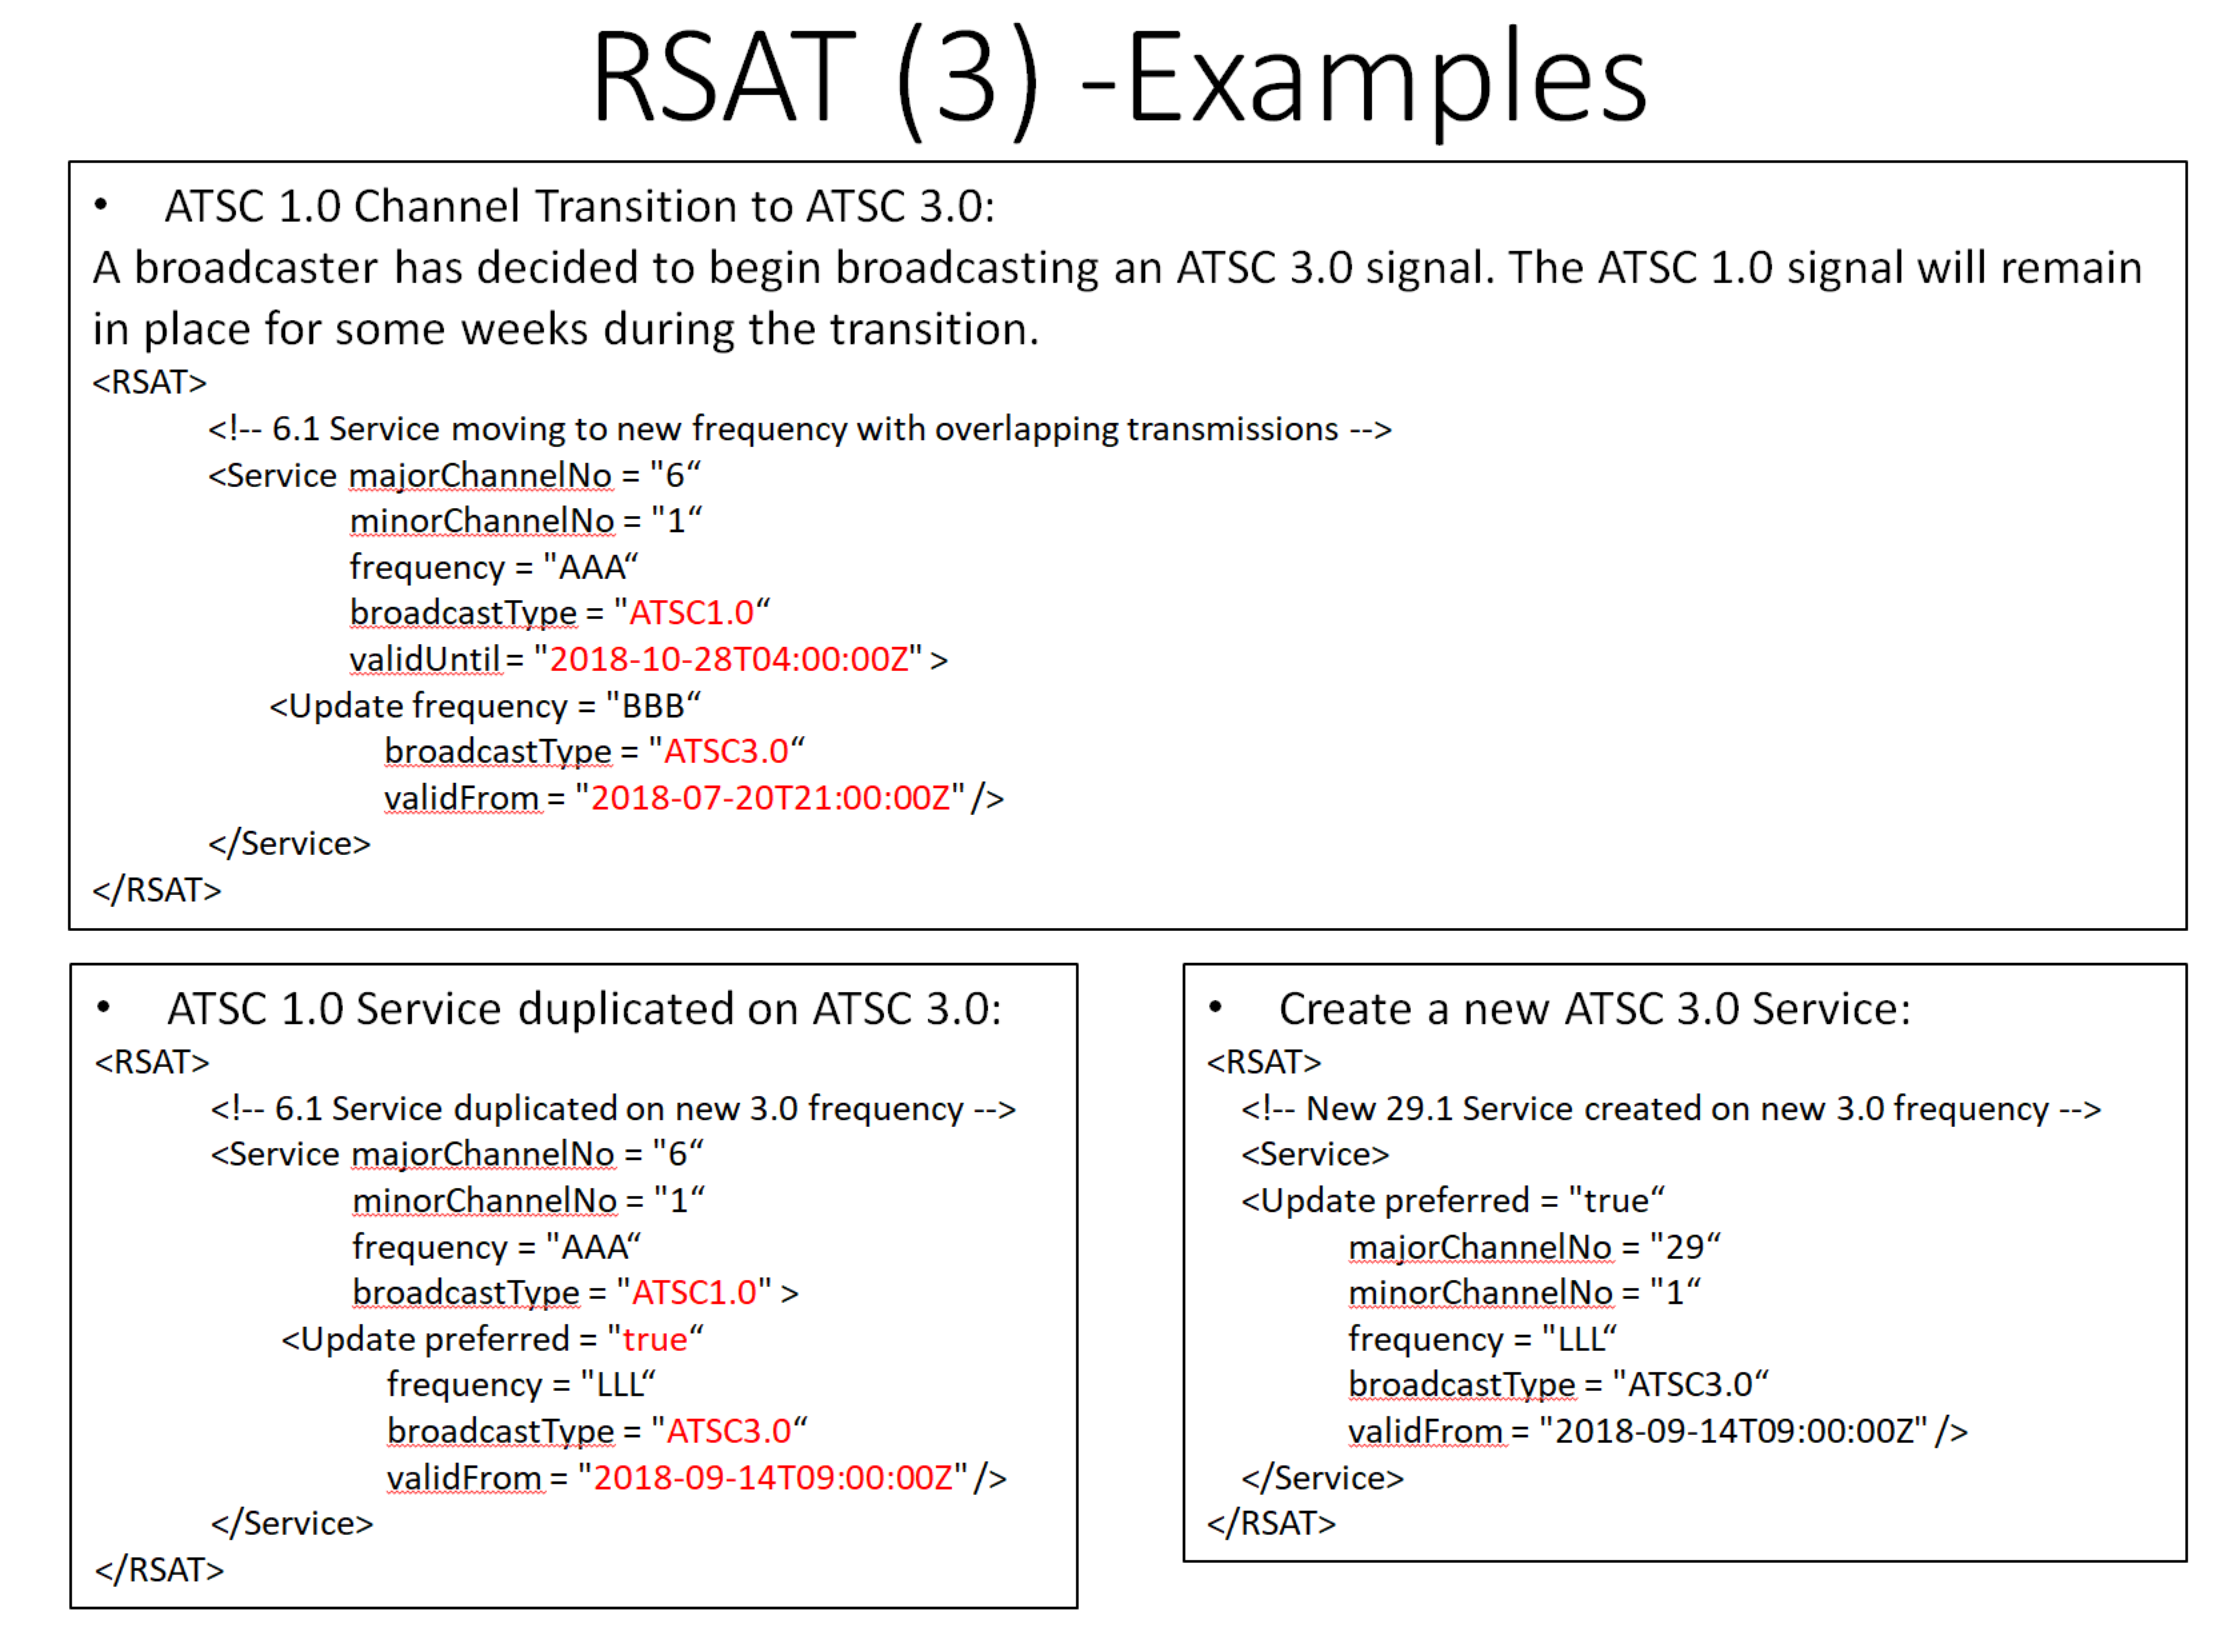 RSAT (3) -Examples
• ATSC 1.0 Channel Transition to ATSC 3.0:
A broadcaster has decided to begin broadcasting an ATSC 3.0 signal. The ATSC 1.0 signal will remain
in place for some weeks during the transition.
<RSAT>
<!-- 6.1 Service moving to new frequency with overlapping transmissions -->
<Service majorChannelNo = "6“
minorChannelNo = "1“
frequency = "AAA“
broadcastType = "ATSC1.0“
validUntil = "2018-10-28T04:00:00Z" >
<Update frequency = "BBB“
broadcastType = "ATSC3.0“
validFrom = "2018-07-20T21:00:00Z" />
</Service>
</RSAT>
• ATSC 1.0 Service duplicated on ATSC 3.0:
<RSAT>
<!-- 6.1 Service duplicated on new 3.0 frequency -->
<Service majorChannelNo = "6“
minorChannelNo = "1“
frequency = "AAA“
broadcastType = "ATSC1.0" >
<Update preferred = "true“
frequency = "LLL“
broadcastType = "ATSC3.0“
validFrom = "2018-09-14T09:00:00Z" />
</Service>
</RSAT>
• Create a new ATSC 3.0 Service:
<RSAT>
<!-- New 29.1 Service created on new 3.0 frequency -->
<Service>
<Update preferred = "true“
majorChannelNo = "29“
minorChannelNo = "1“
frequency = "LLL“
broadcastType = "ATSC3.0“
validFrom = "2018-09-14T09:00:00Z" />
</Service>
</RSAT>